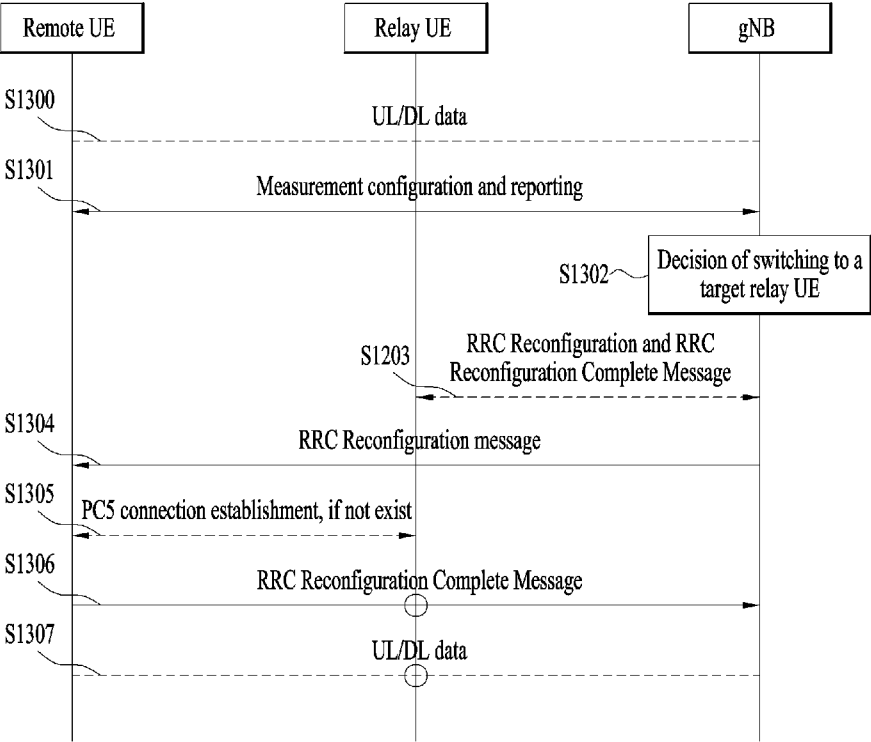 Remote UE
Relay UE
gNB
S1300
UL/DL data
S1301
Measurement configuration and reporting
S1302
Decision of switching to a
target relay UE
S1203
RRC Reconfiguration and RRC
Reconfiguration Complete Message
S1304
RRC Reconfiguration message
S1305
PC5 connection establishment, if not exist
S1306
RRC Reconfiguration Complete Message
S1307
UL/DL data